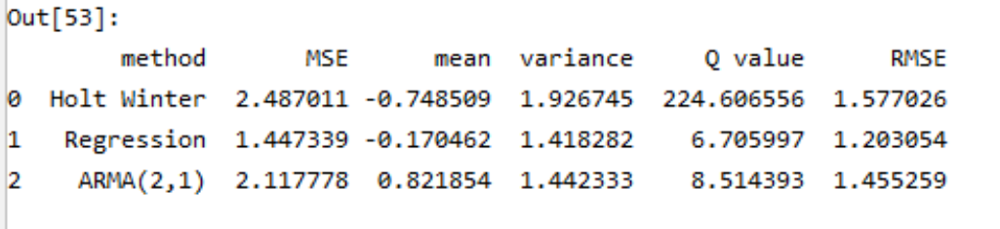 Out[53]:
method MSE mean variance Q value RMSE
0 Holt Winter 2.487011 -0.748509 1.926745 224.606556 1.577026
1 Regression 1.447339 -0.170462 1.418282 6.705997 1.203054
2 ARMA(2,1) 2.117778 0.821854 1.442333 8.514393 1.455259